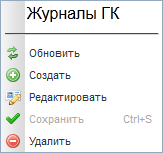 Журналы ГК
Обновить
Создать
Редактировать
Сохранить Ctrl+S
Удалить